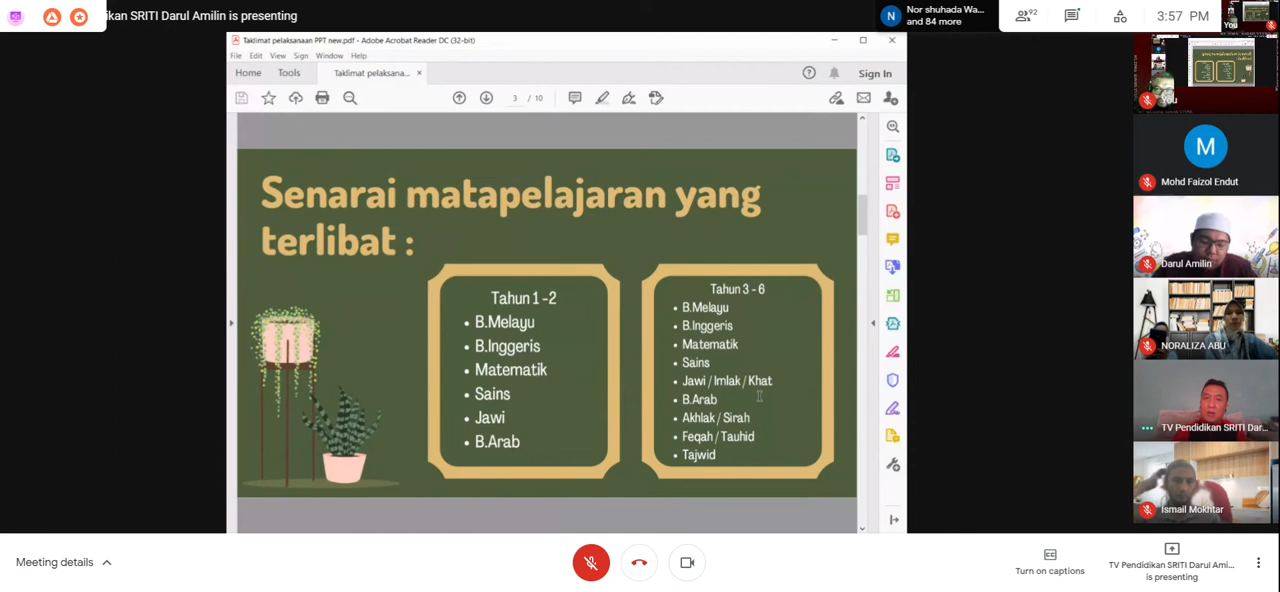 ikan SRITI Darul Amilin is presenting
Nor shuhada Wa...
N
and 84 more
92
3:57 PM
You
Taklimat pelaksanaan PPT new.pdf - Adobe Acrobat Reader DC (32-bit)
File Edit View Sign Window Help
Home Tools Taklimat pelaksana... × Sign In
3 / 10
Senarai matapelajaran yang
terlibat :
Tahun 1 -2
• B.Melayu
• B.Inggeris
• Matematik
• Sains
• Jawi
• B.Arab
Tahun 3 - 6
• B.Melayu
• B.Inggeris
• Matematik
• Sains
• Jawi / Imlak / Khat
• B.Arab
• Akhlak / Sirah
• Feqah / Tauhid
• Tajwid
You
M
Mohd Faizol Endut
Darul Amilin
NORALIZA ABU
TV Pendidikan SRITI Dar...
Ismail Mokhtar
Meeting details
Turn on captions
TV Pendidikan SRITI Darul Ami...
is presenting